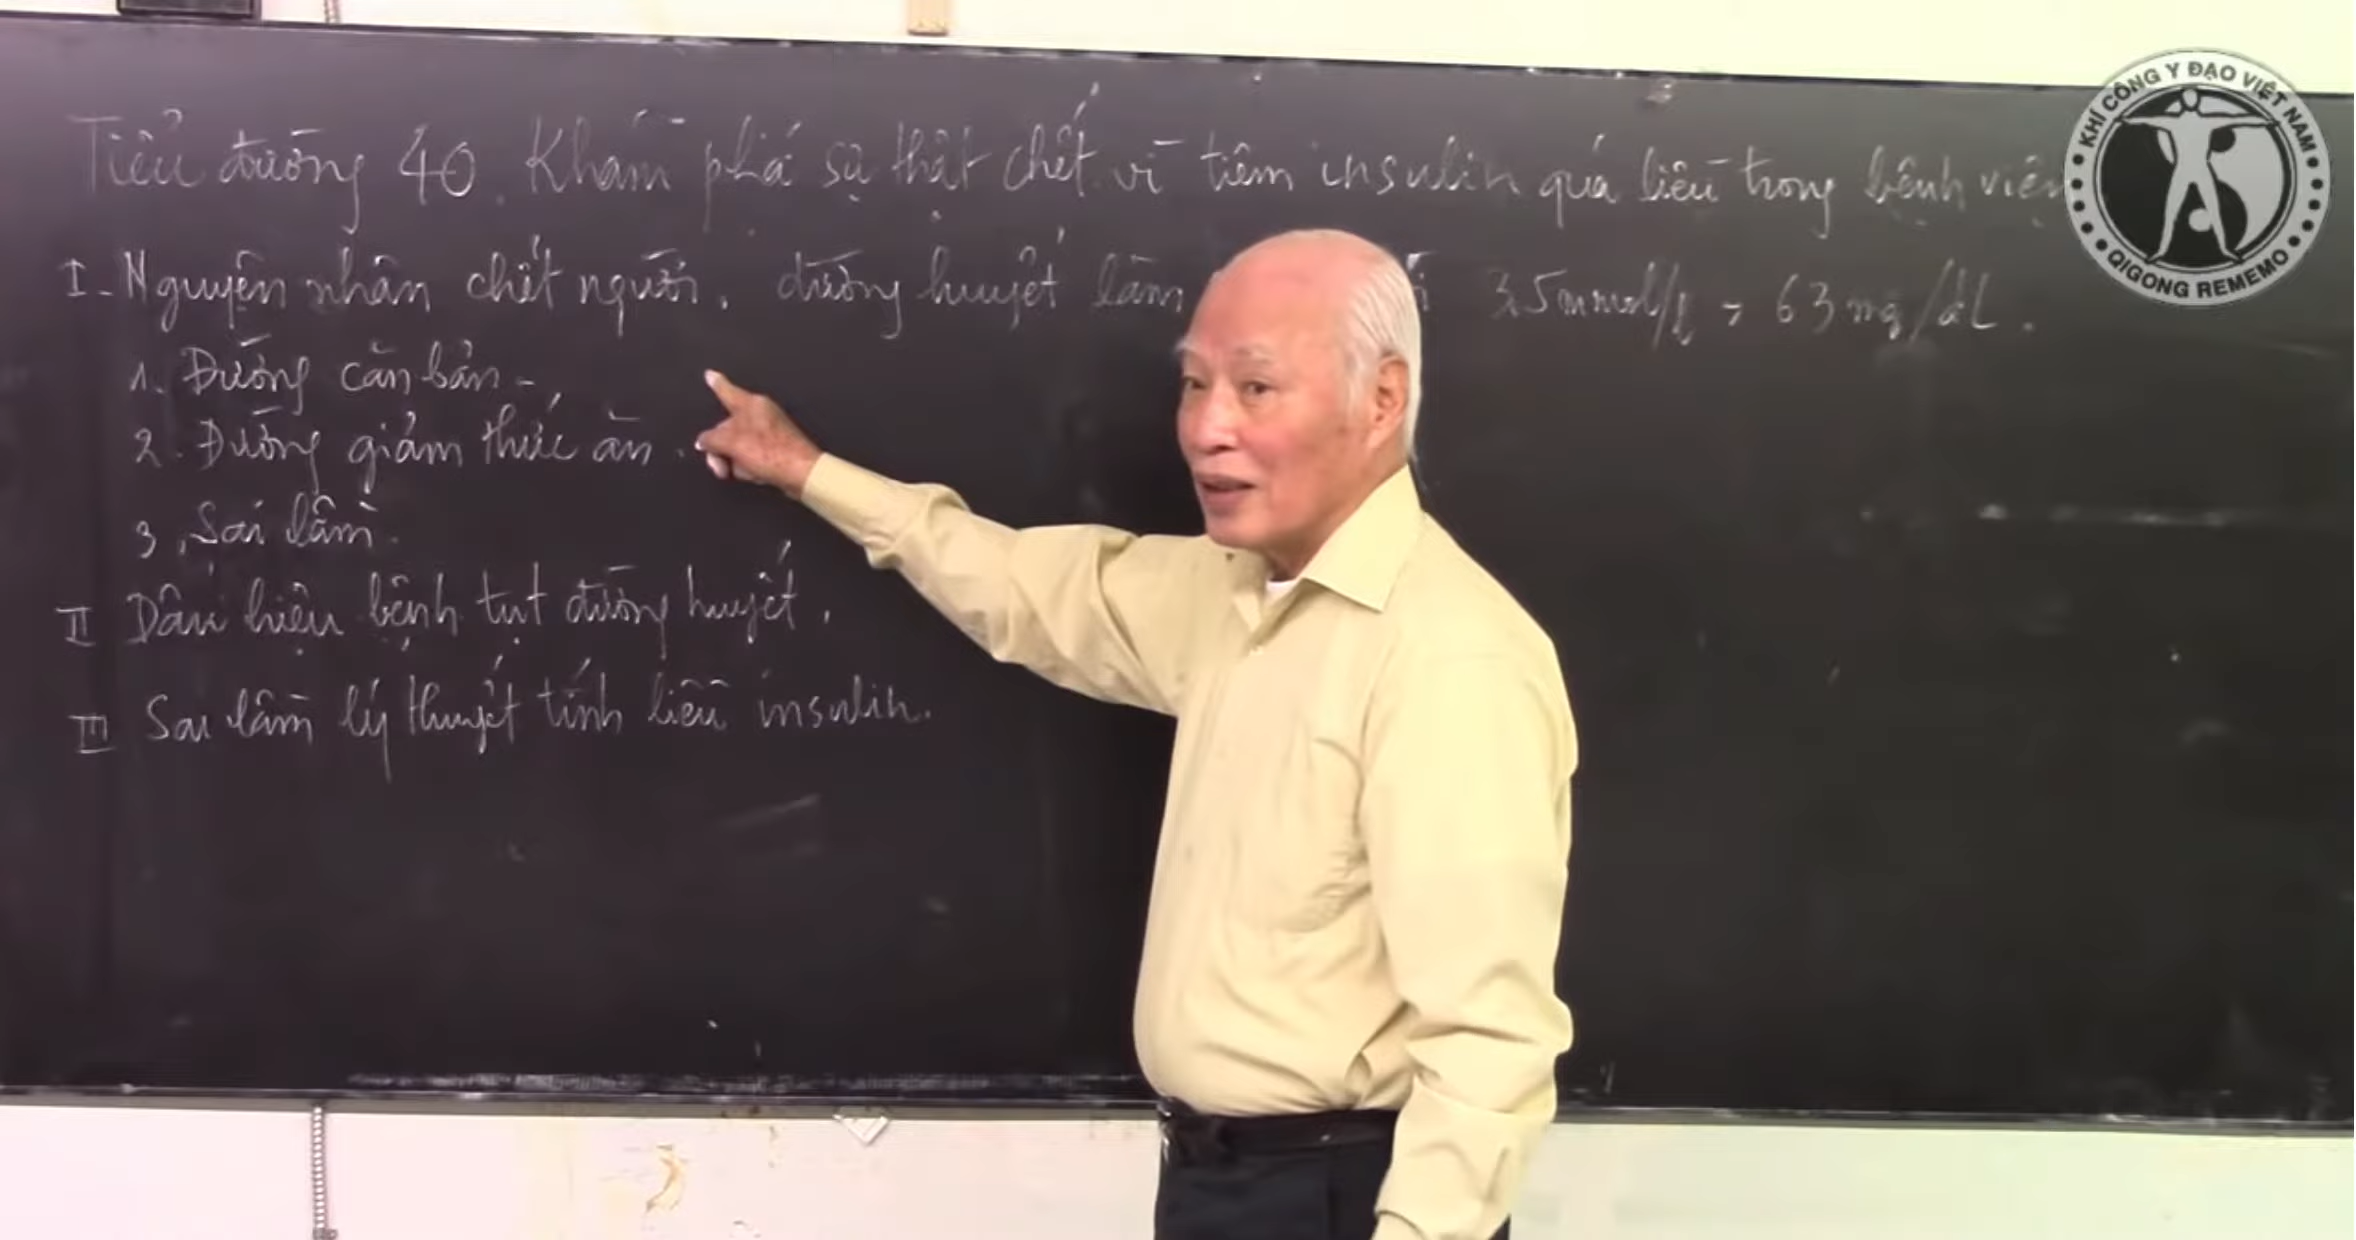 Tiểu đường 40. Khám phá sự thật chết vì tiêm insulin quá liều trong bệnh viện
I - Nguyên nhân chết người, đường huyết làm 3,5mmol/l = 63 mg/dL.
1. Đường căn bản -
2. Đường giảm thức ăn.
3, Sai lầm.
II Dấu hiệu bệnh tụt đường huyết.
III Sai lầm lý thuyết tính liều insulin.
KHÍ CÔNG Y ĐẠO VIỆT NAM
QIGONG REMEMO